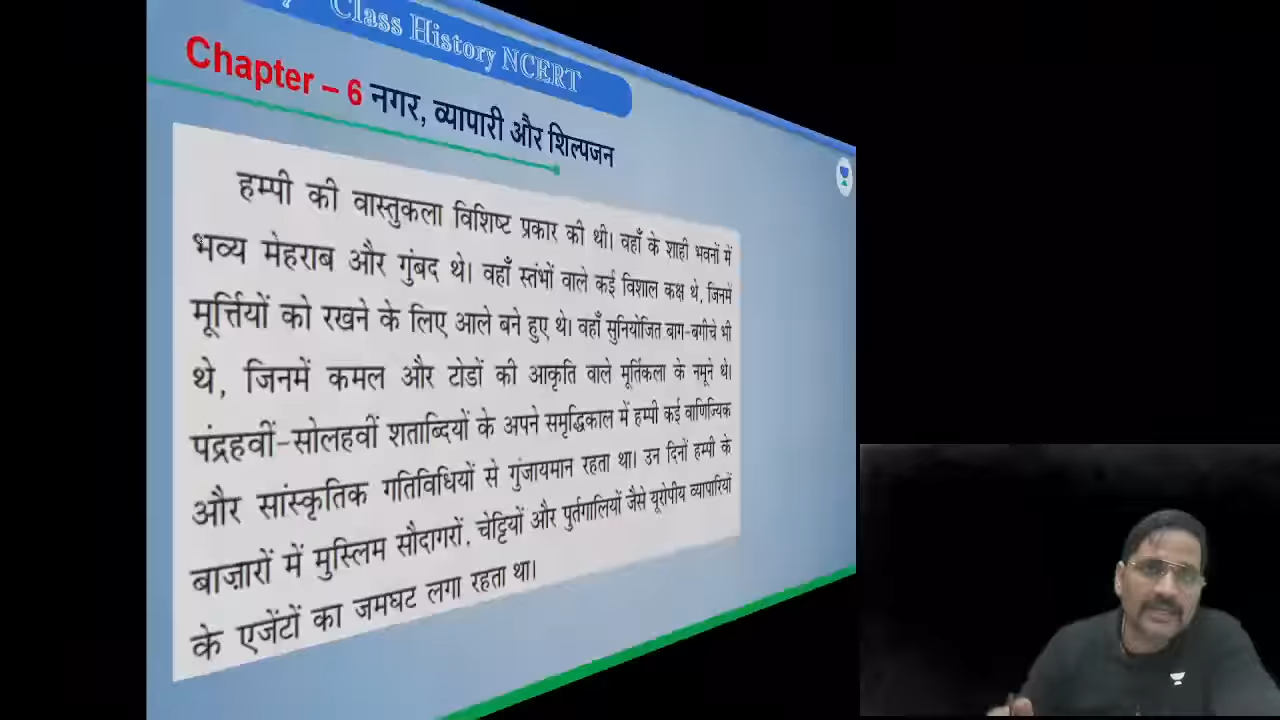 Class History NCERT
Chapter – 6 नगर, व्यापारी और शिल्पजन
हम्पी की वास्तुकला विशिष्ट प्रकार की थी। वहाँ के शाही भवनों में
भव्य मेहराब और गुंबद थे। वहाँ स्तंभों वाले कई विशाल कक्ष थे, जिनमें
मूर्त्तियों को रखने के लिए आले बने हुए थे। वहाँ सुनियोजित बाग-बगीचे भी
थे, जिनमें कमल और टोडों की आकृति वाले मूर्तिकला के नमूने थे।
पंद्रहवीं-सोलहवीं शताब्दियों के अपने समृद्धिकाल में हम्पी कई वाणिज्यिक
और सांस्कृतिक गतिविधियों से गुंजायमान रहता था। उन दिनों हम्पी के
बाज़ारों में मुस्लिम सौदागरों, चेट्टियों और पुर्तगालियों जैसे यूरोपीय व्यापारियों
के एजेंटों का जमघट लगा रहता था।